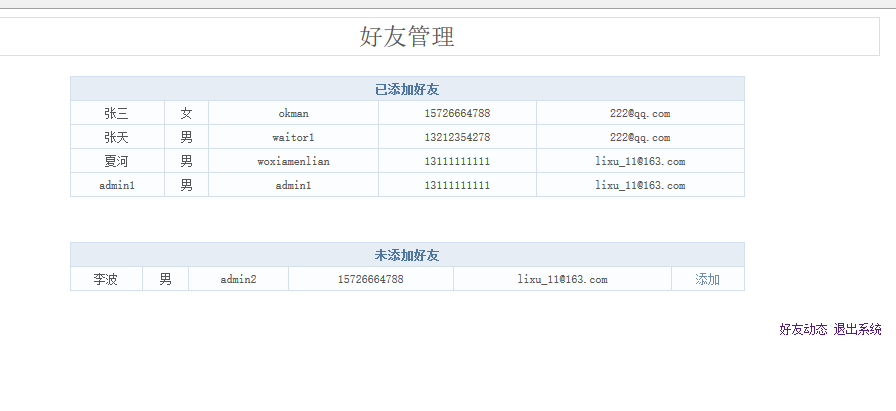 好友管理
已添加好友
张三 女 okman 15726664788 222@qq.com
张天 男 waitor1 13212354278 222@qq.com
夏河 男 woxiamenlian 13111111111 lixu_11@163.com
admin1 男 admin1 13111111111 lixu_11@163.com
未添加好友
李波 男 admin2 15726664788 lixu_11@163.com 添加
好友动态 退出系统